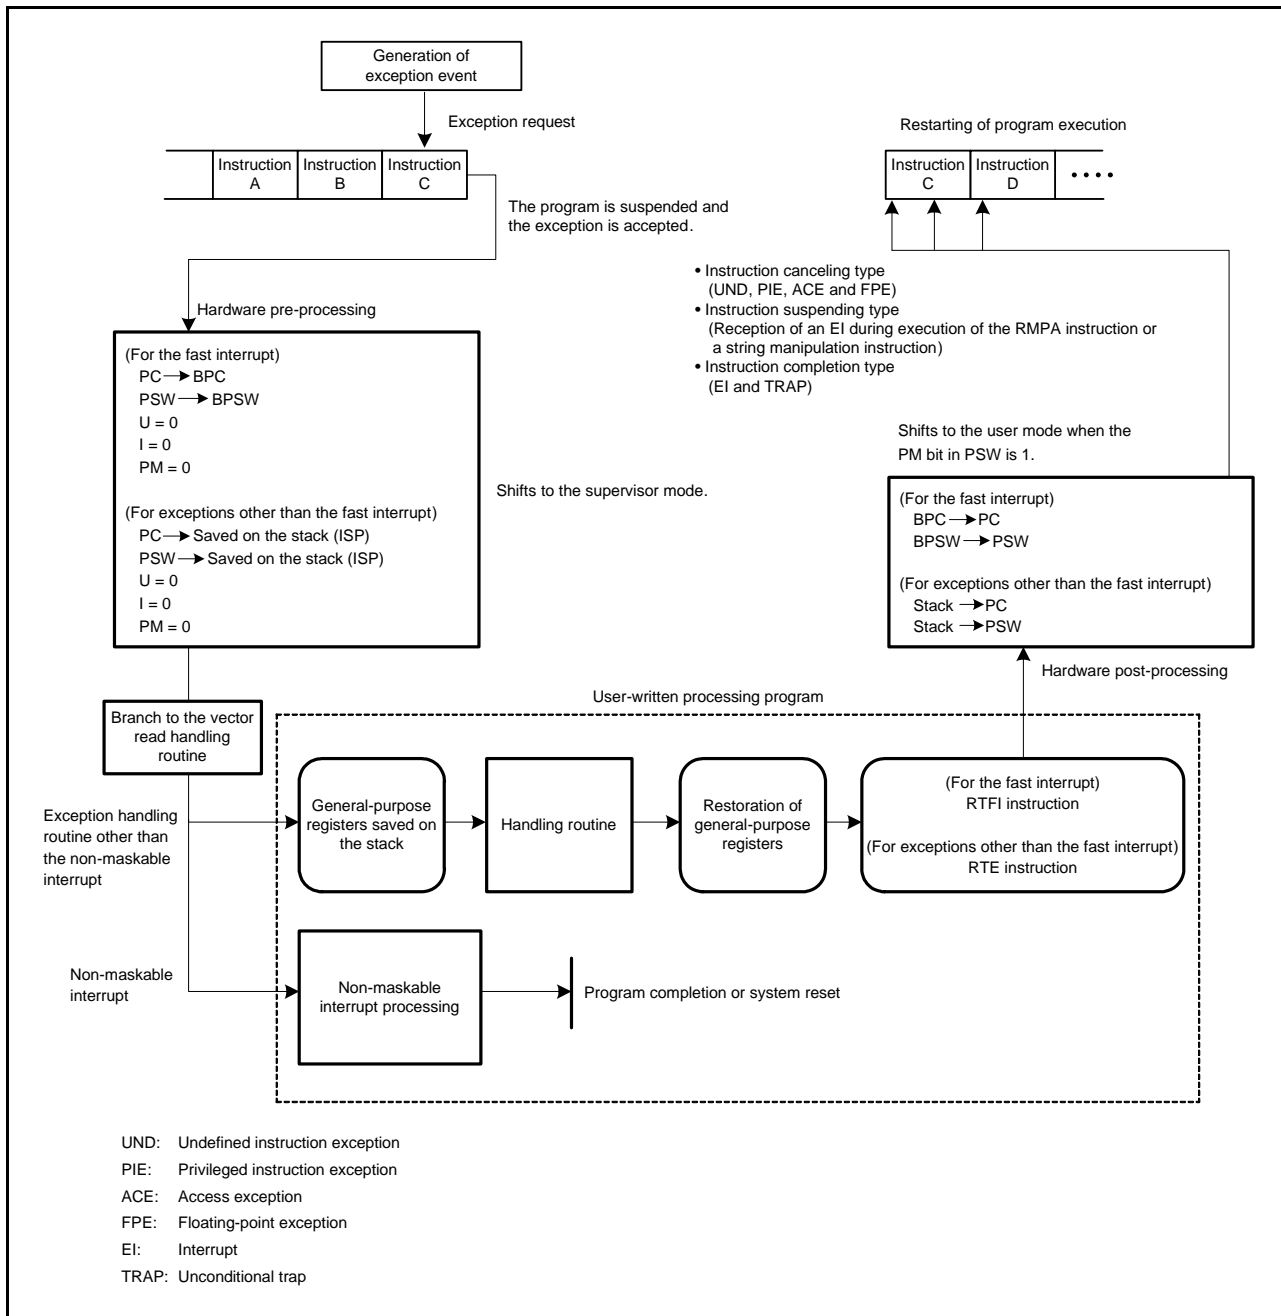 Generation of
exception event
Exception request
Instruction
A
Instruction
B
Instruction
C
The program is suspended and
the exception is accepted.
Restarting of program execution
Instruction
C
Instruction
D
• • • •
• Instruction canceling type
(UND, PIE, ACE and FPE)
• Instruction suspending type
(Reception of an EI during execution of the RMPA instruction or
a string manipulation instruction)
• Instruction completion type
(EI and TRAP)
Hardware pre-processing
(For the fast interrupt)
PC → BPC
PSW → BPSW
U = 0
I = 0
PM = 0
(For exceptions other than the fast interrupt)
PC → Saved on the stack (ISP)
PSW → Saved on the stack (ISP)
U = 0
I = 0
PM = 0
Shifts to the supervisor mode.
Shifts to the user mode when the
PM bit in PSW is 1.
(For the fast interrupt)
BPC → PC
BPSW → PSW
(For exceptions other than the fast interrupt)
Stack → PC
Stack → PSW
Hardware post-processing
User-written processing program
Branch to the vector
read handling
routine
Exception handling
routine other than
the non-maskable
interrupt
General-purpose
registers saved on
the stack
Handling routine
Restoration of
general-purpose
registers
(For the fast interrupt)
RTFI instruction
(For exceptions other than the fast interrupt)
RTE instruction
Non-maskable
interrupt
Non-maskable
interrupt processing
Program completion or system reset
UND: Undefined instruction exception
PIE: Privileged instruction exception
ACE: Access exception
FPE: Floating-point exception
EI: Interrupt
TRAP: Unconditional trap